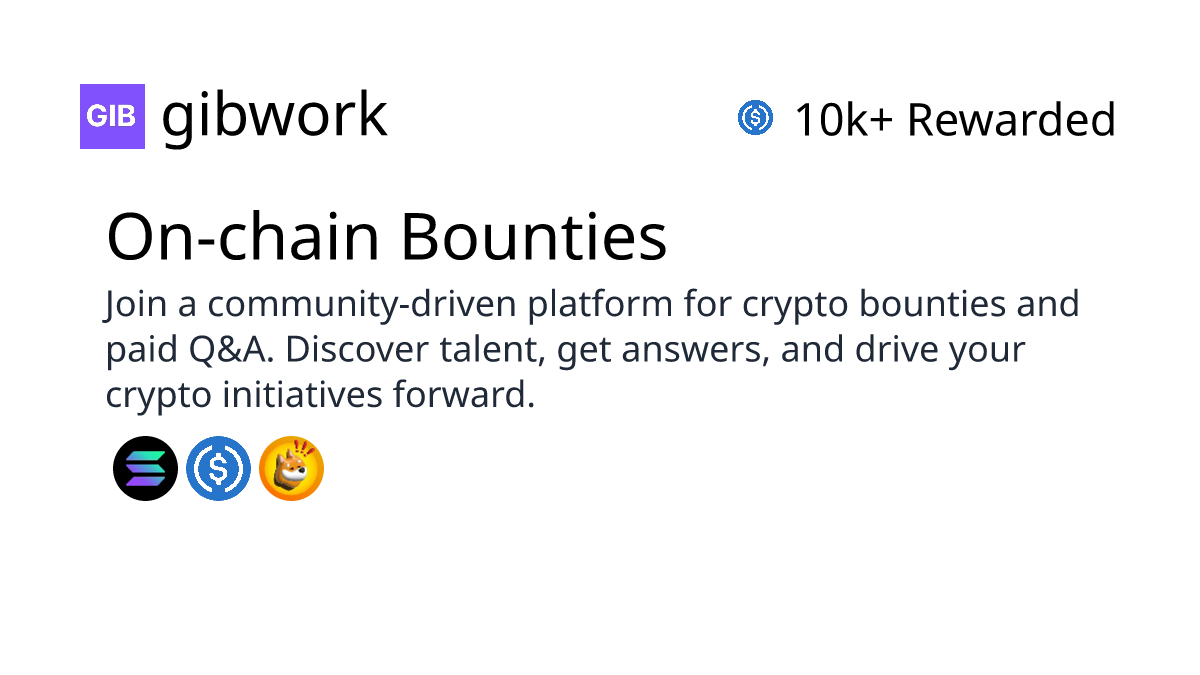 GIB gibwork
10k+ Rewarded
On-chain Bounties
Join a community-driven platform for crypto bounties and
paid Q&A. Discover talent, get answers, and drive your
crypto initiatives forward.